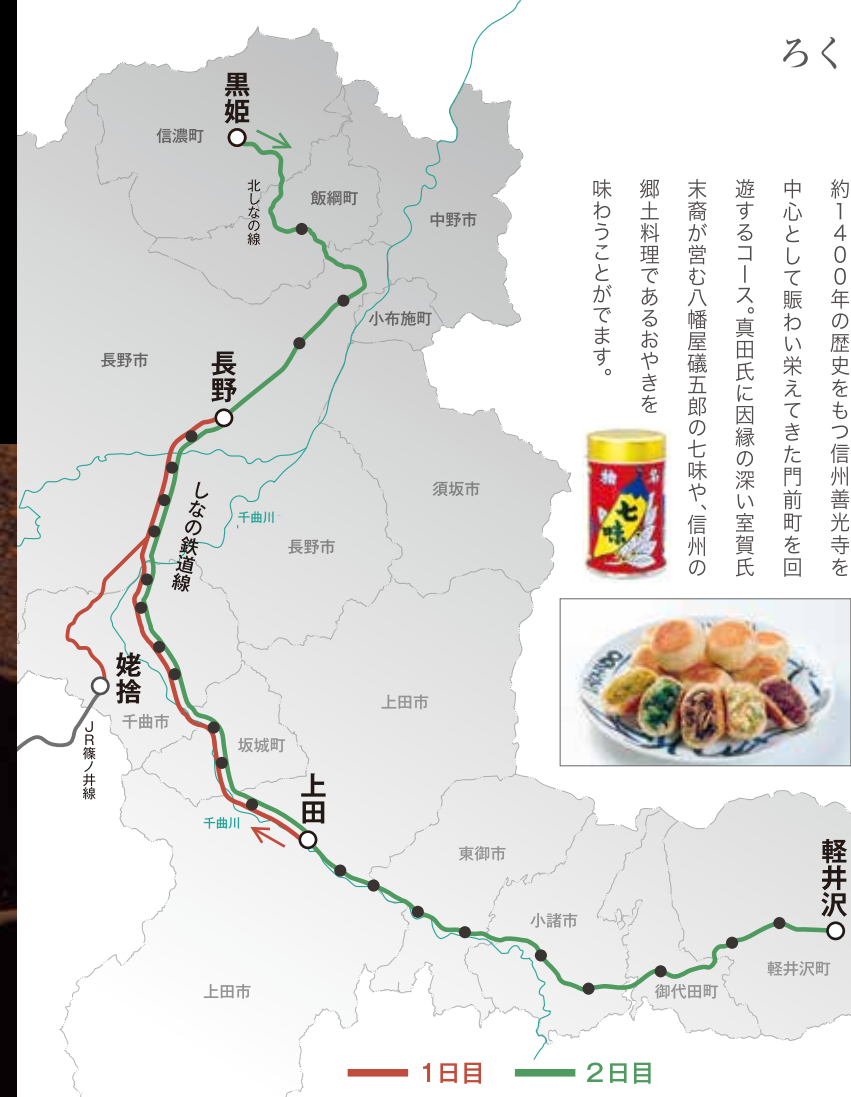 ろく
約1400年の歴史をもつ信州善光寺を
中心として賑わい栄えてきた門前町を回
遊するコース。真田氏に因縁の深い室賀氏
末裔が営む八幡屋礒五郎の七味や、信州の
郷土料理であるおやきを
味わうことがでます。
黒姫
信濃町
北しなの線
飯綱町
中野市
小布施町
長野市
長野
須坂市
しなの鉄道線
千曲川
長野市
姨捨
千曲市
JR篠ノ井線
上田市
坂城町
上田
千曲川
東御市
小諸市
軽井沢
軽井沢町
御代田町
上田市
七味
1日目
2日目